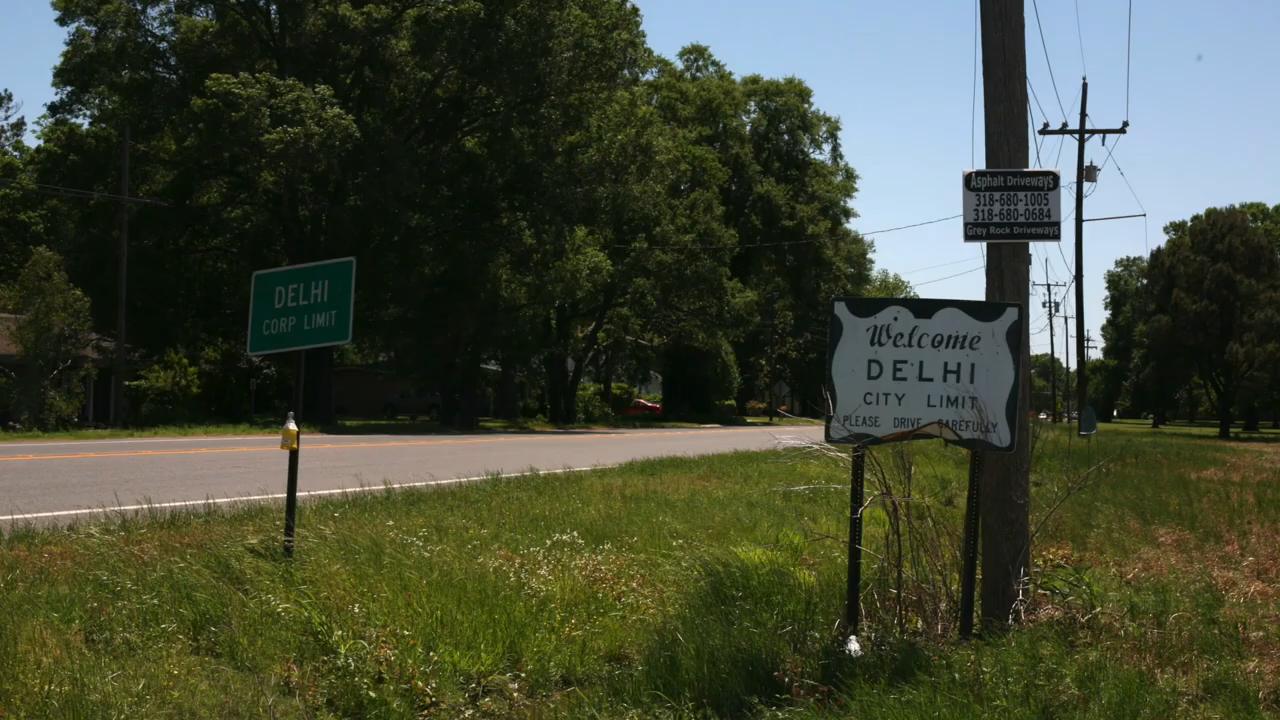 DELHI
CORP LIMIT
Asphalt Driveways
318-680-1005
318-680-0684
Grey Rock Driveways
Welcome
DELHI
CITY LIMIT
PLEASE DRIVE CAREFULLY